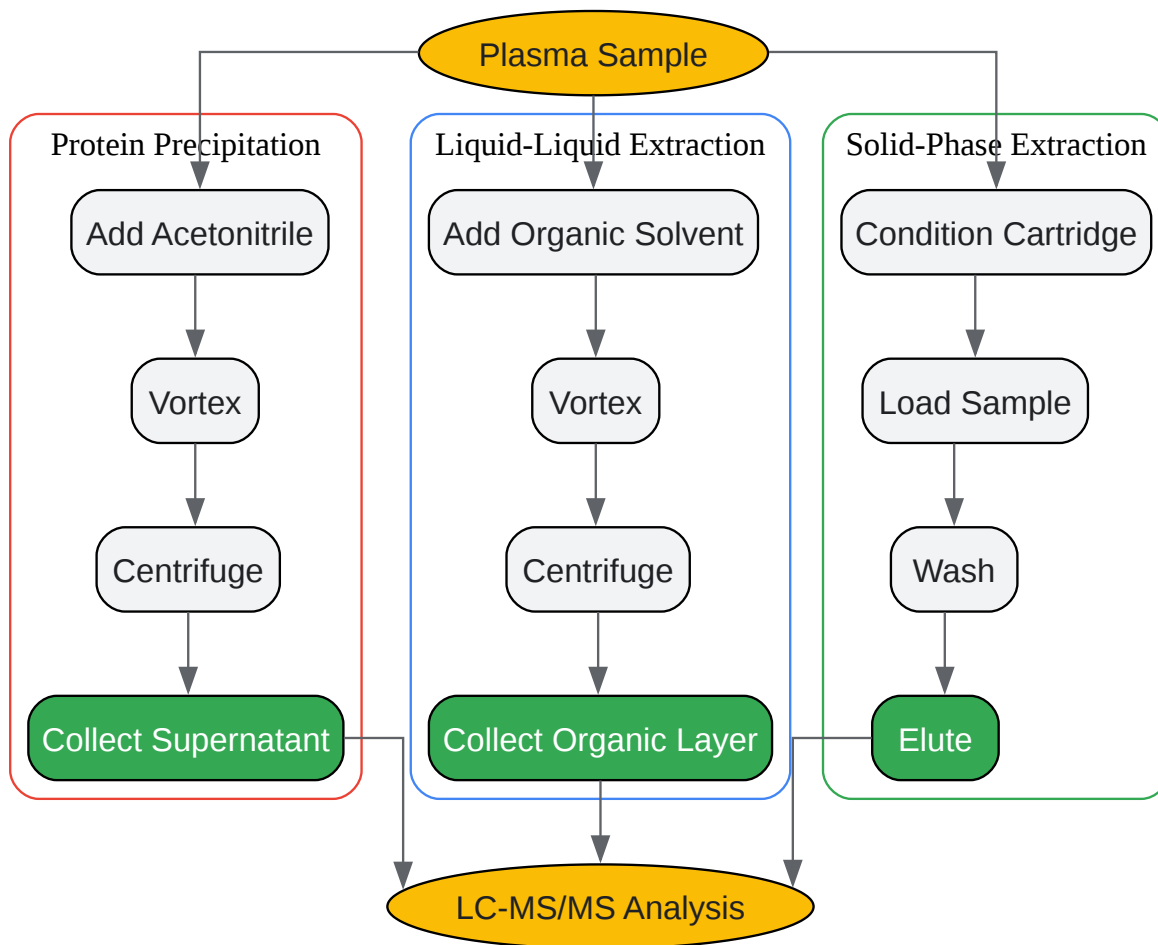 Plasma Sample
Protein Precipitation
Add Acetonitrile
Vortex
Centrifuge
Collect Supernatant
Liquid-Liquid Extraction
Add Organic Solvent
Vortex
Centrifuge
Collect Organic Layer
Solid-Phase Extraction
Condition Cartridge
Load Sample
Wash
Elute
LC-MS/MS Analysis